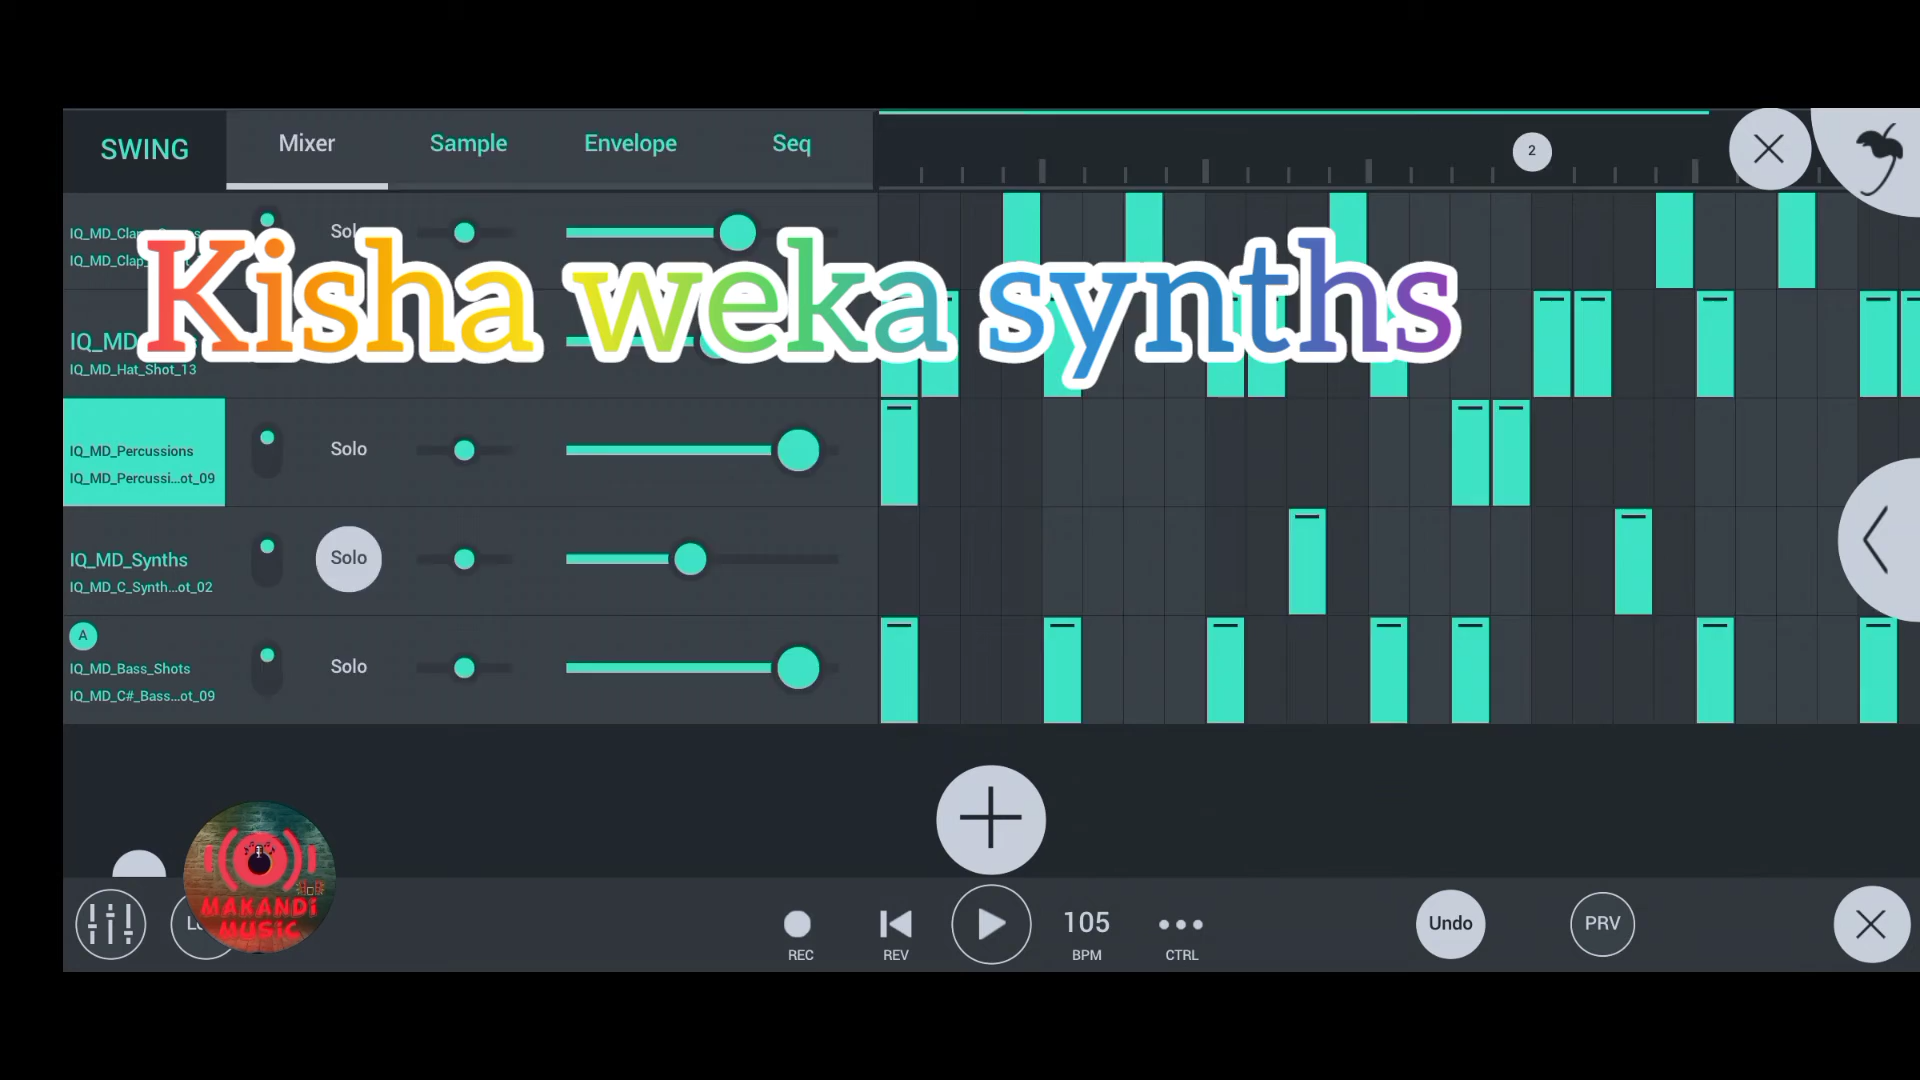 SWING
Mixer
Sample
Envelope
Seq
2
Kisha weka synths
IQ_MD_Hat_Shot_13
IQ_MD_Percussions
IQ_MD_Percussi...ot_09
Solo
IQ_MD_Synths
IQ_MD_C_Synth...ot_02
Solo
A
IQ_MD_Bass_Shots
IQ_MD_C#_Bass...ot_09
Solo
MAKANDi
MUSiC
REC
REV
105
BPM
CTRL
Undo
PRV